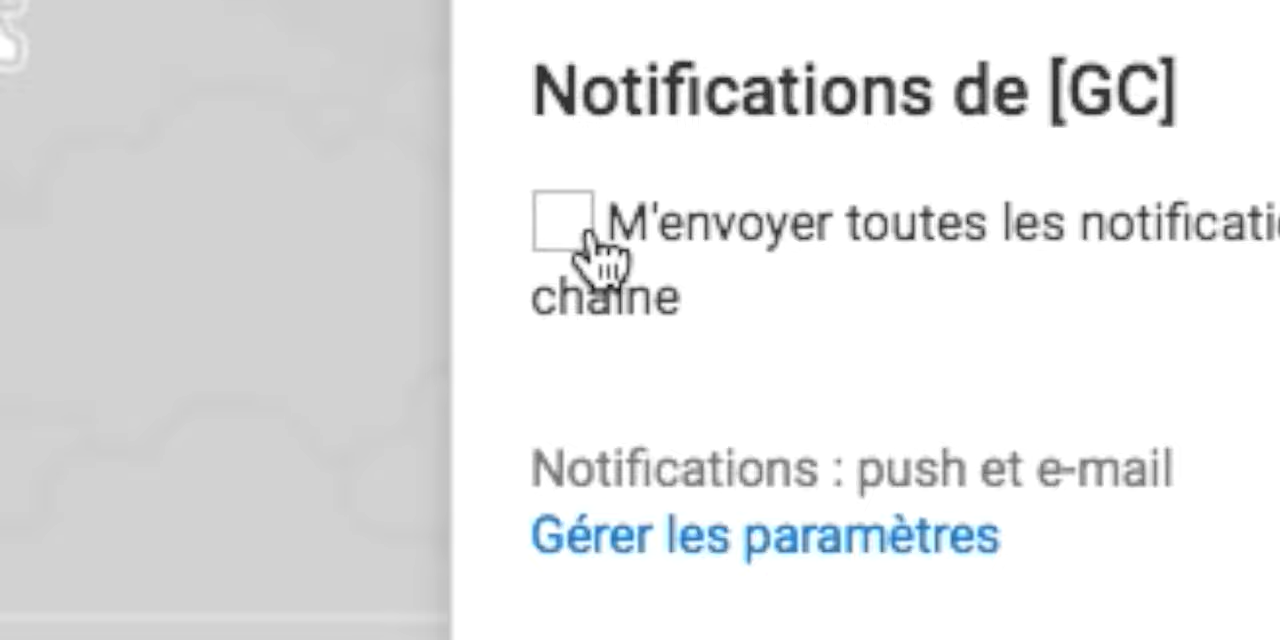 Notifications de [GC]
M'envoyer toutes les
chaîne
Notifications : push et e-mail
Gérer les paramètres